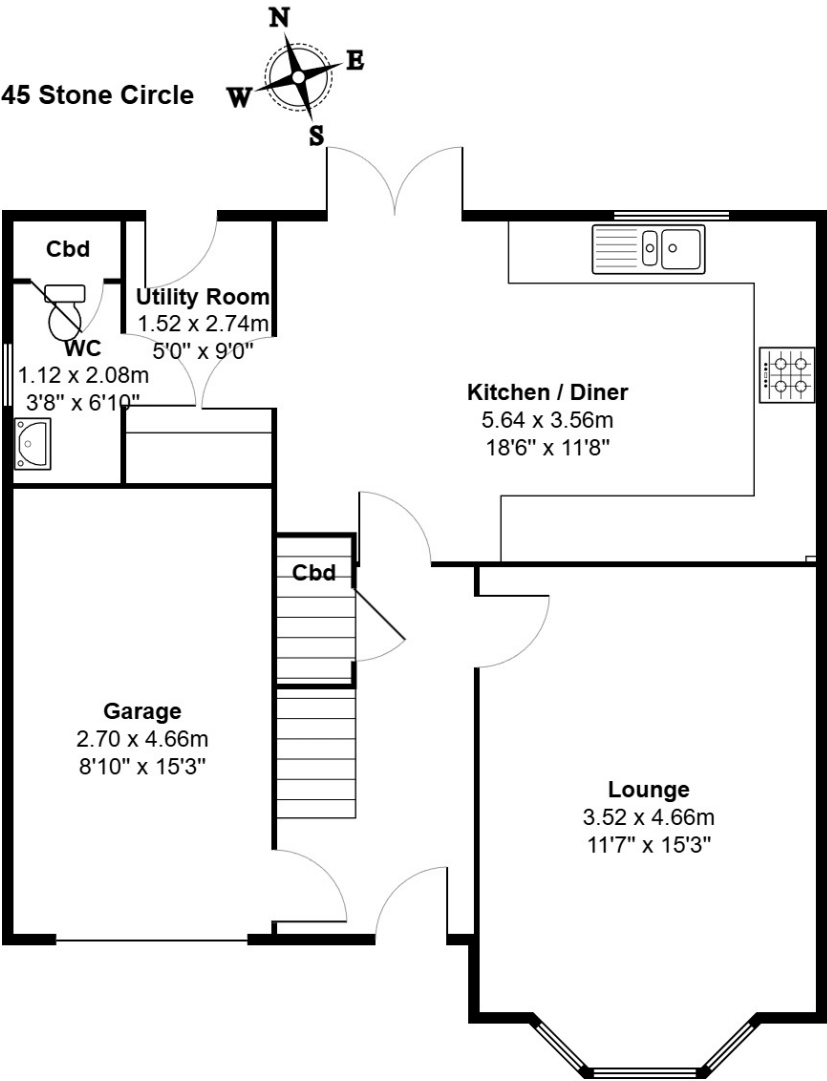 N
E
W
S
45 Stone Circle
Cbd
Utility Room
1.52 x 2.74m
5'0" x 9'0"
WC
1.12 x 2.08m
3'8" x 6'10"
Kitchen / Diner
5.64 x 3.56m
18'6" x 11'8"
Cbd
Garage
2.70 x 4.66m
8'10" x 15'3"
Lounge
3.52 x 4.66m
11'7" x 15'3"